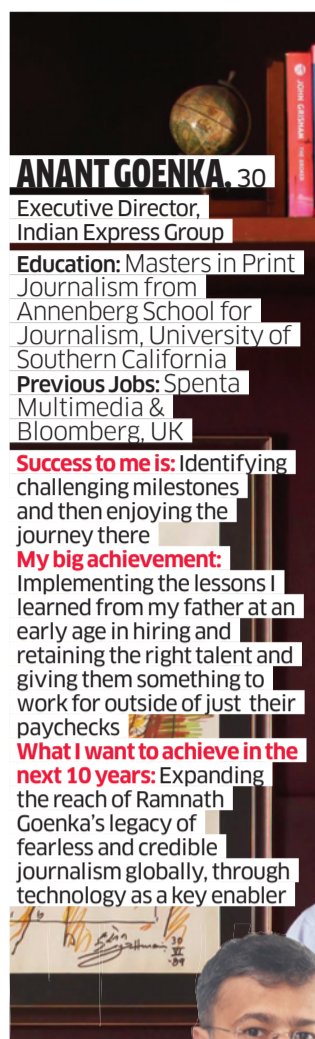 JOHN GRISHAM
ANANT GOENKA, 30
Executive Director,
Indian Express Group
Education: Masters in Print
Journalism from
Annenberg School for
Journalism, University of
Southern California
Previous Jobs: Spenta
Multimedia &
Bloomberg, UK
Success to me is: Identifying
challenging milestones
and then enjoying the
journey there
My big achievement:
Implementing the lessons I
learned from my father at an
early age in hiring and
retaining the right talent and
giving them something to
work for outside of just their
paychecks
What I want to achieve in the
next 10 years: Expanding
the reach of Ramnath
Goenka's legacy of
fearless and credible
journalism globally, through
technology as a key enabler
30
XI